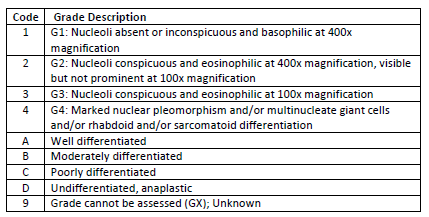 Code Grade Description
1 G1: Nucleoli absent or inconspicuous and basophilic at 400x
magnification
2 G2: Nucleoli conspicuous and eosinophilic at 400x magnification, visible
but not prominent at 100x magnification
3 G3: Nucleoli conspicuous and eosinophilic at 100x magnification
4 G4: Marked nuclear pleomorphism and/or multinucleate giant cells
and/or rhabdoid and/or sarcomatoid differentiation
A Well differentiated
B Moderately differentiated
C Poorly differentiated
D Undifferentiated, anaplastic
9 Grade cannot be assessed (GX); Unknown